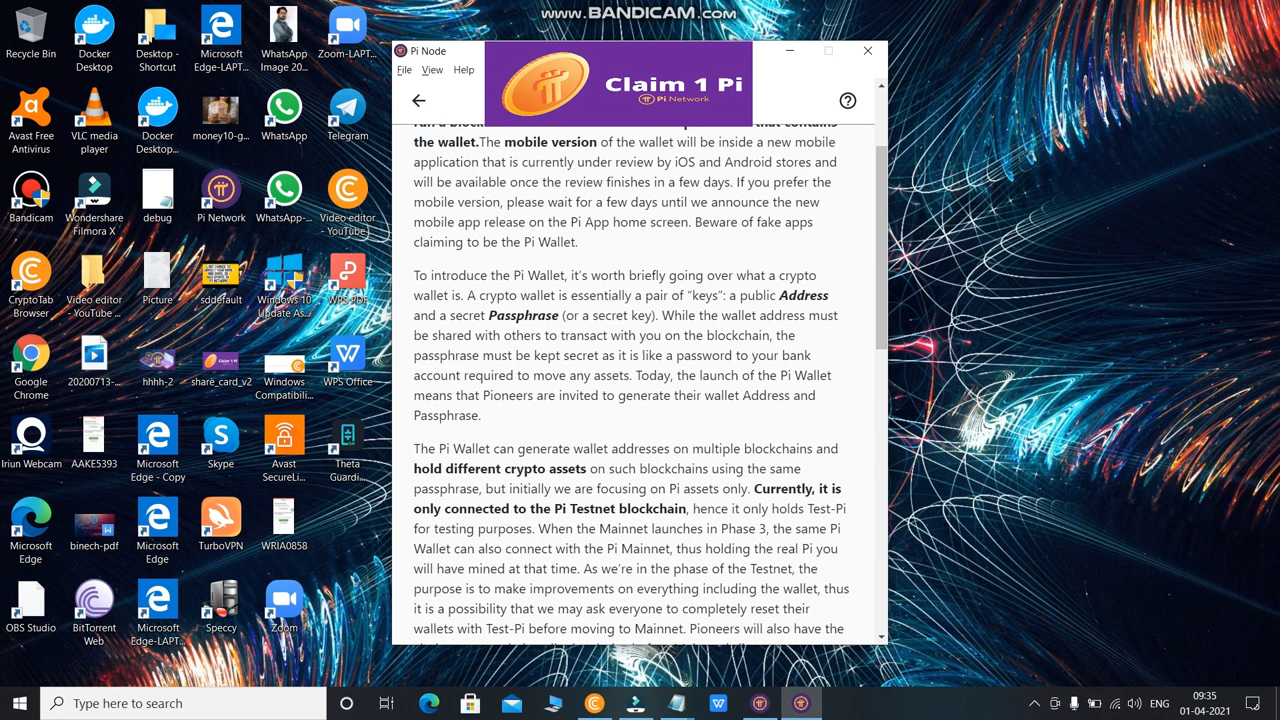 www.BANDICAM.com
Recycle Bin
Docker Desktop
Desktop - Shortcut
Microsoft Edge-LAPT...
WhatsApp Image 20...
Zoom-LAPT...
Avast Free Antivirus
VLC media player
Docker Desktop...
money10-g...
WhatsApp
Telegram
Bandicam
Wondershare Filmora X
debug
Pi Network
WhatsApp-...
Video editor - YouTube
CryptoTab Browser
Video editor - YouTube ...
Picture
sddefault
Windows 10 Update As...
WPS PDF
Google Chrome
20200713-...
hhhh-2
share_card_v2
Windows Compatibili...
WPS Office
Iriun Webcam
AAKE5393
Microsoft Edge - Copy
Skype
Avast SecureLi...
Theta Guardi...
Microsoft Edge
binech-pdf
Microsoft Edge
TurboVPN
WRIA0858
OBS Studio
BitTorrent Web
Microsoft Edge-LAPT...
Speccy
Zoom
Pi Node
File View Help
Claim 1 Pi
Pi Network
that contains
the wallet.The mobile version of the wallet will be inside a new mobile
application that is currently under review by iOS and Android stores and
will be available once the review finishes in a few days. If you prefer the
mobile version, please wait for a few days until we announce the new
mobile app release on the Pi App home screen. Beware of fake apps
claiming to be the Pi Wallet.
To introduce the Pi Wallet, it's worth briefly going over what a crypto
wallet is. A crypto wallet is essentially a pair of “keys”: a public Address
and a secret Passphrase (or a secret key). While the wallet address must
be shared with others to transact with you on the blockchain, the
passphrase must be kept secret as it is like a password to your bank
account required to move any assets. Today, the launch of the Pi Wallet
means that Pioneers are invited to generate their wallet Address and
Passphrase.
The Pi Wallet can generate wallet addresses on multiple blockchains and
hold different crypto assets on such blockchains using the same
passphrase, but initially we are focusing on Pi assets only. Currently, it is
only connected to the Pi Testnet blockchain, hence it only holds Test-Pi
for testing purposes. When the Mainnet launches in Phase 3, the same Pi
Wallet can also connect with the Pi Mainnet, thus holding the real Pi you
will have mined at that time. As we're in the phase of the Testnet, the
purpose is to make improvements on everything including the wallet, thus
it is a possibility that we may ask everyone to completely reset their
wallets with Test-Pi before moving to Mainnet. Pioneers will also have the
Type here to search
ENG
09:35
01-04-2021